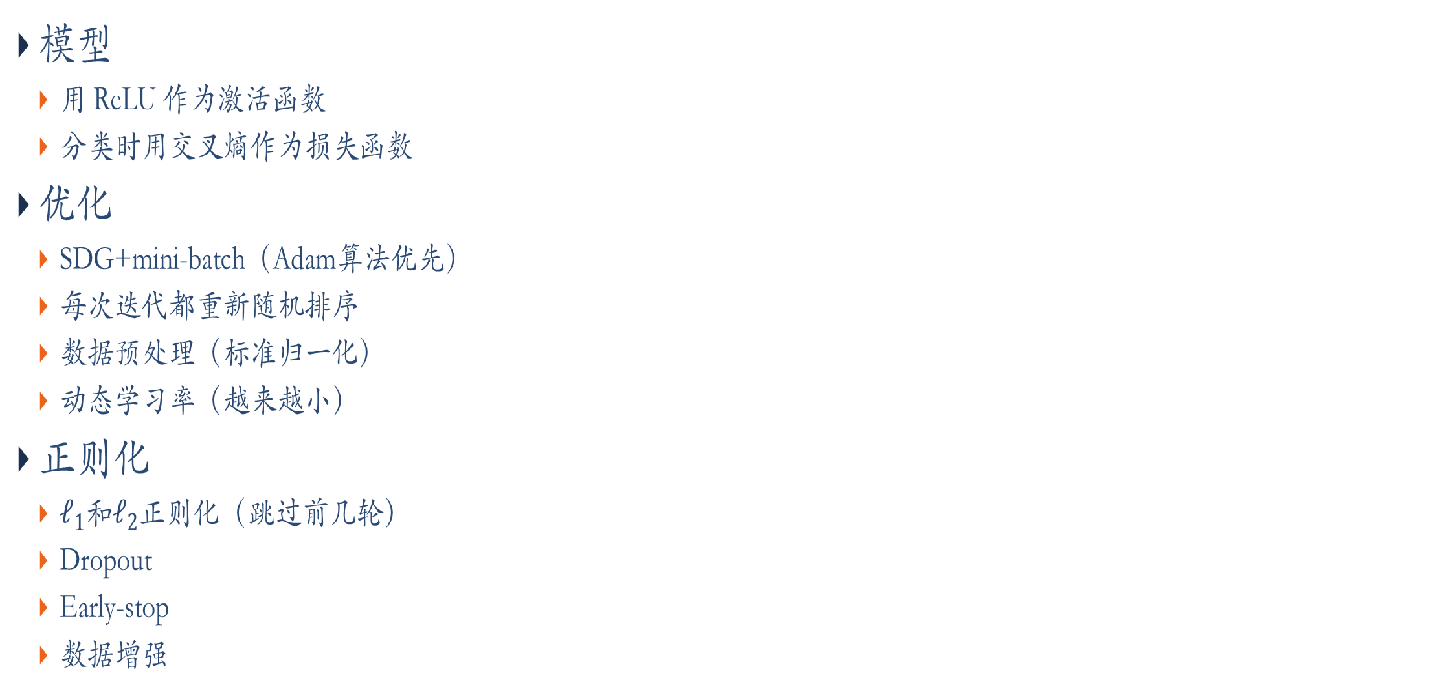 模型
用 ReLU 作为激活函数
分类时用交叉熵作为损失函数
优化
SDG+mini-batch（Adam算法优先）
每次迭代都重新随机排序
数据预处理（标准归一化）
动态学习率（越来越小）
正则化
ℓ₁和ℓ₂正则化（跳过前几轮）
Dropout
Early-stop
数据增强